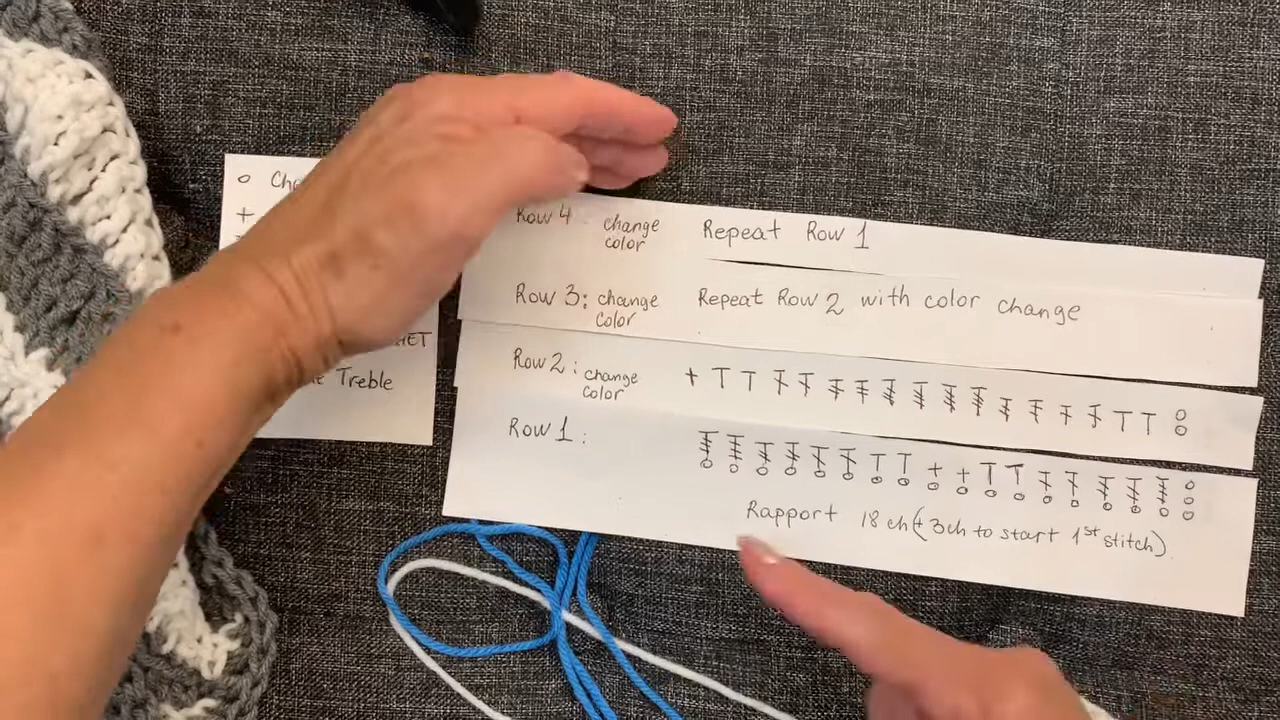 o
+
Treble
Row 4 change color Repeat Row 1
Row 3: change color Repeat Row 2 with color change
Row 2: change color
Row 1:
Rapport 18 ch (+ 3ch to start 1st stitch).